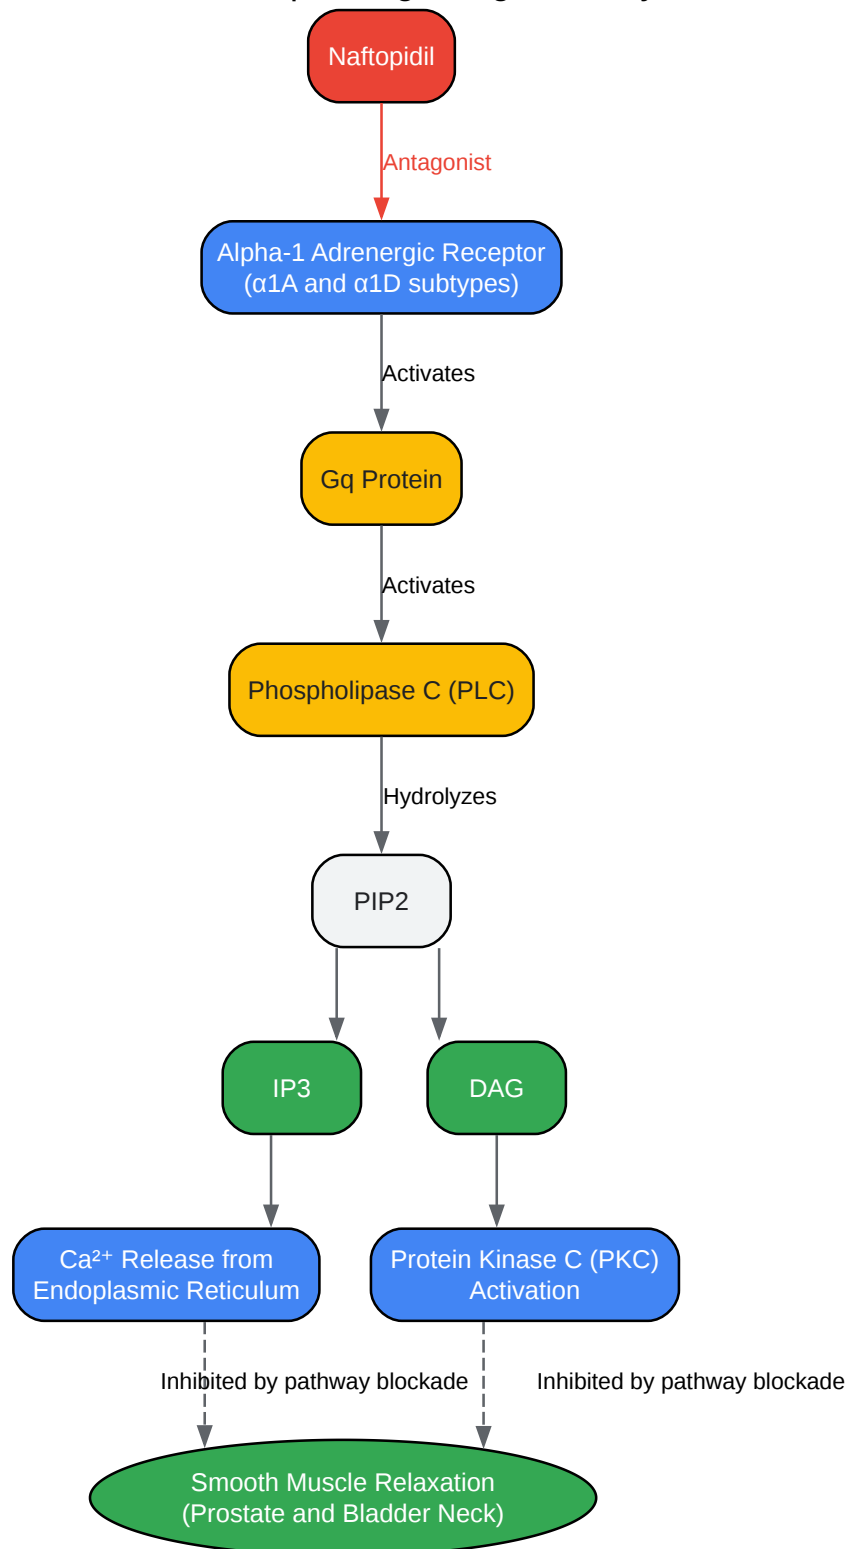 Naftopidil
Antagonist
Alpha-1 Adrenergic Receptor
(α1A and α1D subtypes)
Activates
Gq Protein
Activates
Phospholipase C (PLC)
Hydrolyzes
PIP2
IP3
DAG
Ca²⁺ Release from
Endoplasmic Reticulum
Protein Kinase C (PKC)
Activation
Inhibited by pathway blockade
Inhibited by pathway blockade
Smooth Muscle Relaxation
(Prostate and Bladder Neck)